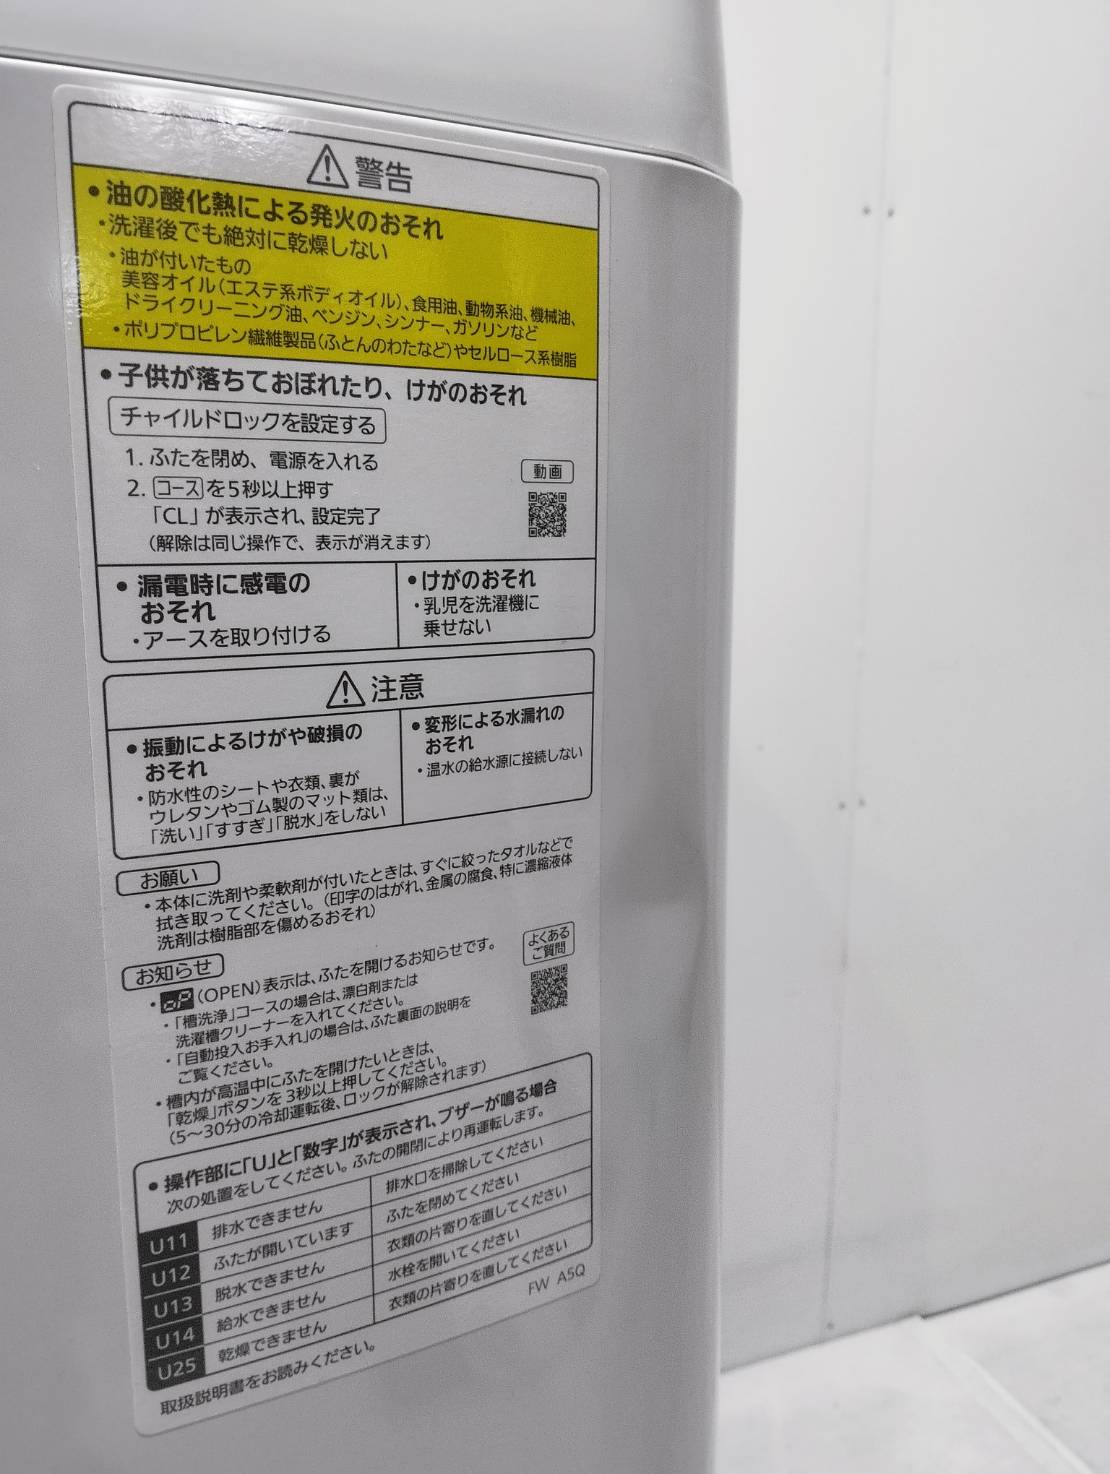 ⚠警告
・油の酸化熱による発火のおそれ
・洗濯後でも絶対に乾燥しない
・油が付いたもの
美容オイル(エステ系ボディオイル)、食用油、動物系油、機械油、
ドライクリーニング油、ベンジン、シンナー、ガソリンなど
・ポリプロピレン繊維製品(ふとんのわたなど)やセルロース系樹脂
・子供が落ちておぼれたり、けがのおそれ
チャイルドロックを設定する
1. ふたを閉め、電源を入れる
2. コースを5秒以上押す
「CL」が表示され、設定完了
(解除は同じ操作で、表示が消えます)
動画
・漏電時に感電の
おそれ
・アースを取り付ける
・けがのおそれ
・乳児を洗濯機に
乗せない
⚠注意
・振動によるけがや破損の
おそれ
・防水性のシートや衣類、裏が
ウレタンやゴム製のマット類は、
「洗い」「すすぎ」「脱水」をしない
・変形による水漏れの
おそれ
・温水の給水源に接続しない
お願い
・本体に洗剤や柔軟剤が付いたときは、すぐに絞ったタオルなどで
拭き取ってください。(印字のはがれ、金属の腐食、特に濃縮液体
洗剤は樹脂部を傷めるおそれ)
お知らせ
・oP(OPEN)表示は、ふたを開けるお知らせです。
・「槽洗浄」コースの場合は、漂白剤または
洗濯槽クリーナーを入れてください。
・「自動投入お手入れ」の場合は、ふた裏面の説明を
ご覧ください。
・槽内が高温中にふたを開けたいときは、
「乾燥」ボタンを3秒以上押してください。
(5〜30分の冷却運転後、ロックが解除されます)
よくある
ご質問
・操作部に「U」と「数字」が表示され、ブザーが鳴る場合
次の処置をしてください。ふたの開閉により再運転します。
U11 排水できません 排水口を掃除してください
U12 ふたが開いています ふたを閉めてください
U13 脱水できません 衣類の片寄りを直してください
U14 給水できません 水栓を開いてください
U25 乾燥できません 衣類の片寄りを直してください
取扱説明書をお読みください。
FW A5Q